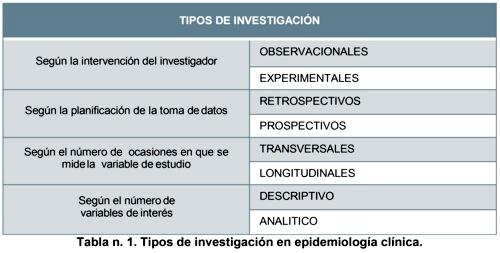 TIPOS DE INVESTIGACIÓN
Según la intervención del investigador
OBSERVACIONALES
EXPERIMENTALES
Según la planificación de la toma de datos
RETROSPECTIVOS
PROSPECTIVOS
Según el número de ocasiones en que se
mide la variable de estudio
TRANSVERSALES
LONGITUDINALES
Según el número de
variables de interés
DESCRIPTIVO
ANALITICO
Tabla n. 1. Tipos de investigación en epidemiología clínica.